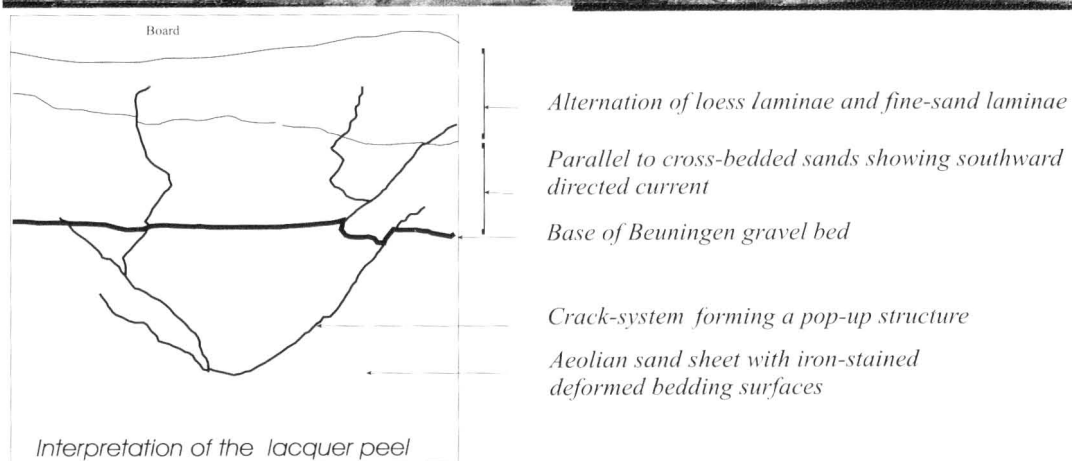 Board
Alternation of loess laminae and fine-sand laminae
Parallel to cross-bedded sands showing southward
directed current
Base of Beuningen gravel bed
Crack-system forming a pop-up structure
Aeolian sand sheet with iron-stained
deformed bedding surfaces
Interpretation of the lacquer peel